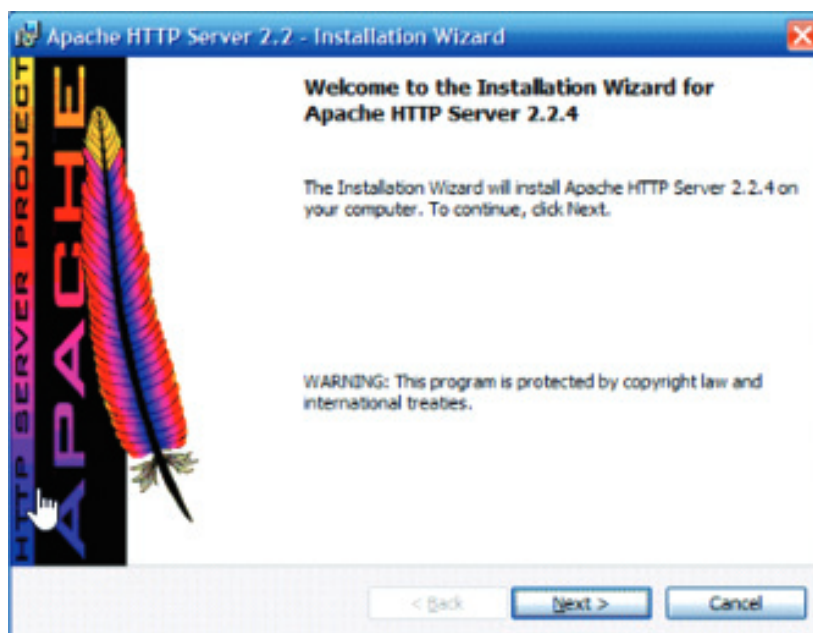 Apache HTTP Server 2.2 - Installation Wizard
HTTP SERVER PROJECT
APACHE
Welcome to the Installation Wizard for
Apache HTTP Server 2.2.4
The Installation Wizard will install Apache HTTP Server 2.2.4 on
your computer. To continue, click Next.
WARNING: This program is protected by copyright law and
international treaties.
< Back
Next >
Cancel